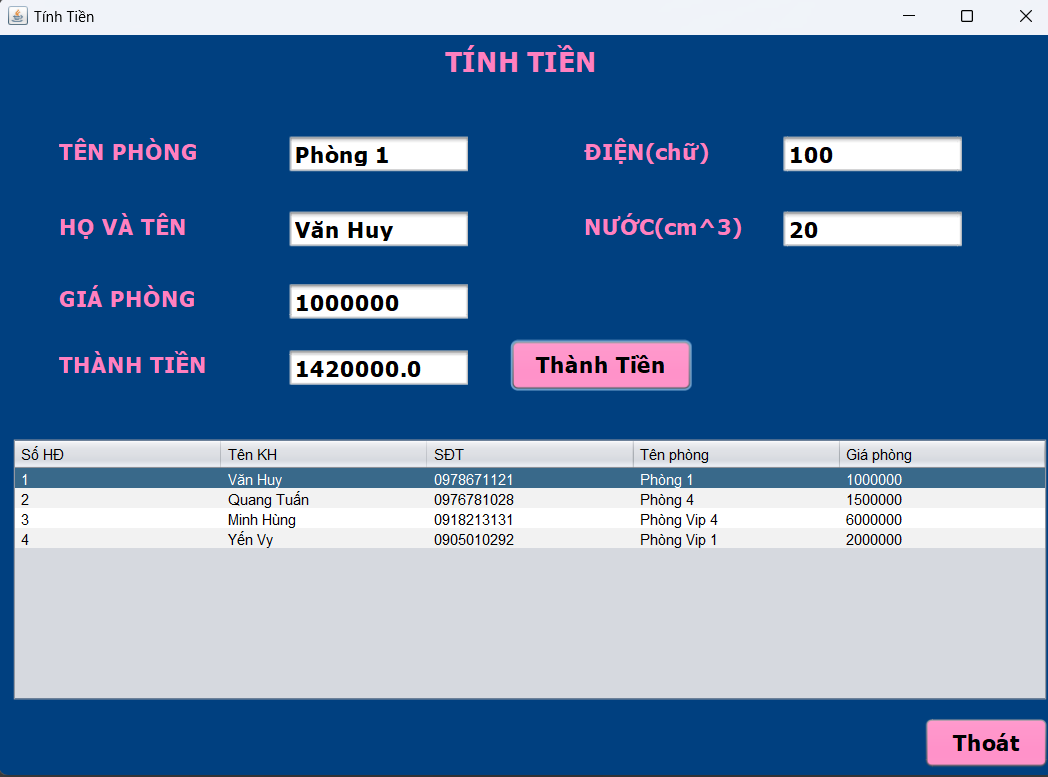 Tính Tiền
TÍNH TIỀN
TÊN PHÒNG Phòng 1 ĐIỆN(chữ) 100
HỌ VÀ TÊN Văn Huy NƯỚC(cm^3) 20
GIÁ PHÒNG 1000000
THÀNH TIỀN 1420000.0 Thành Tiền
Số HĐ Tên KH SĐT Tên phòng Giá phòng
1 Văn Huy 0978671121 Phòng 1 1000000
2 Quang Tuấn 0976781028 Phòng 4 1500000
3 Minh Hùng 0918213131 Phòng Vip 4 6000000
4 Yến Vy 0905010292 Phòng Vip 1 2000000
Thoát